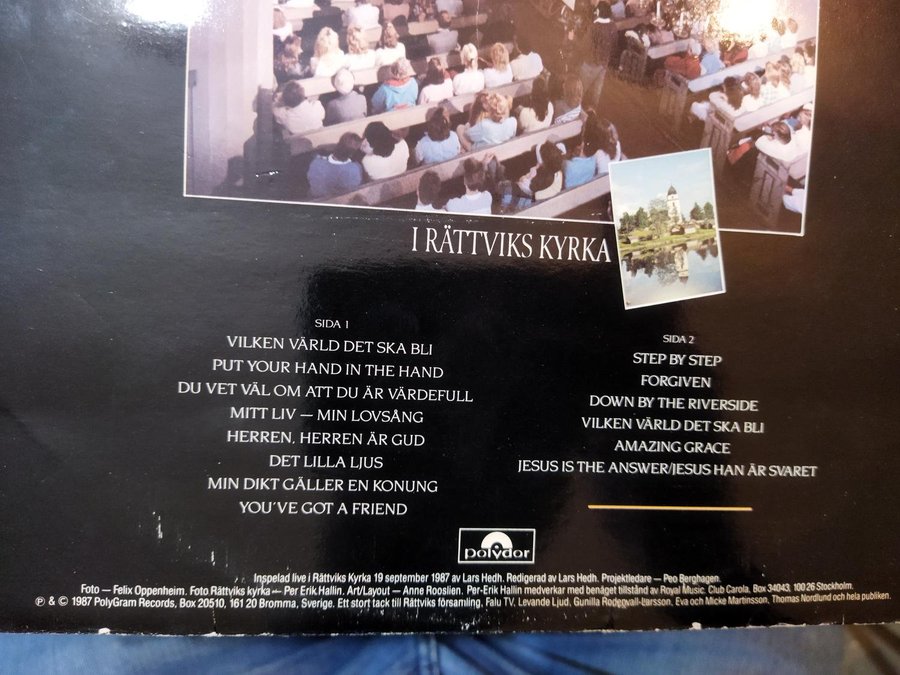 I RÄTTVIKS KYRKA
SIDA 1
VILKEN VÄRLD DET SKA BLI
PUT YOUR HAND IN THE HAND
DU VET VÄL OM ATT DU ÄR VÄRDEFULL
MITT LIV — MIN LOVSÅNG
HERREN, HERREN ÄR GUD
DET LILLA LJUS
MIN DIKT GÄLLER EN KONUNG
YOU'VE GOT A FRIEND
SIDA 2
STEP BY STEP
FORGIVEN
DOWN BY THE RIVERSIDE
VILKEN VÄRLD DET SKA BLI
AMAZING GRACE
JESUS IS THE ANSWER/JESUS HAN ÄR SVARET
polydor
Inspelad live i Rättviks Kyrka 19 september 1987 av Lars Hedh. Redigerad av Lars Hedh. Projektledare — Peo Berghagen.
Foto — Felix Oppenheim. Foto Rättviks kyrka — Per Erik Hallin. Art/Layout — Anne Rooslien. Per-Erik Hallin medverkar med benäget tillstånd av Royal Music. Club Carola, Box 34043, 100 26 Stockholm.
℗ & © 1987 PolyGram Records, Box 20510, 161 20 Bromma, Sverige. Ett stort tack till Rättviks församling, Falu TV, Levande Ljud, Gunilla Rodervall-Larsson, Eva och Micke Martinsson, Thomas Nordlund och hela publiken.